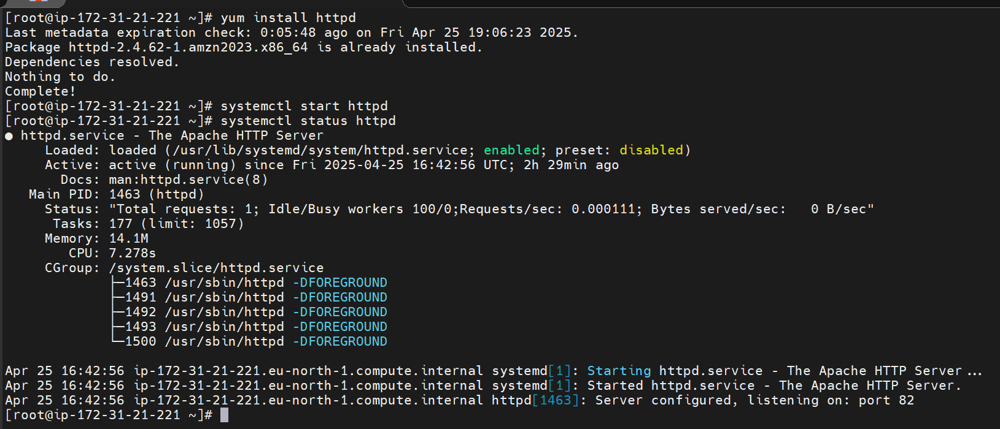 [root@ip-172-31-21-221 ~]# yum install httpd
Last metadata expiration check: 0:05:48 ago on Fri Apr 25 19:06:23 2025.
Package httpd-2.4.62-1.amzn2023.x86_64 is already installed.
Dependencies resolved.
Nothing to do.
Complete!
[root@ip-172-31-21-221 ~]# systemctl start httpd
[root@ip-172-31-21-221 ~]# systemctl status httpd
● httpd.service - The Apache HTTP Server
     Loaded: loaded (/usr/lib/systemd/system/httpd.service; enabled; preset: disabled)
     Active: active (running) since Fri 2025-04-25 16:42:56 UTC; 2h 29min ago
       Docs: man:httpd.service(8)
   Main PID: 1463 (httpd)
     Status: "Total requests: 1; Idle/Busy workers 100/0;Requests/sec: 0.000111; Bytes served/sec:   0 B/sec"
      Tasks: 177 (limit: 1057)
     Memory: 14.1M
        CPU: 7.278s
     CGroup: /system.slice/httpd.service
             ├─1463 /usr/sbin/httpd -DFOREGROUND
             ├─1491 /usr/sbin/httpd -DFOREGROUND
             ├─1492 /usr/sbin/httpd -DFOREGROUND
             ├─1493 /usr/sbin/httpd -DFOREGROUND
             └─1500 /usr/sbin/httpd -DFOREGROUND
Apr 25 16:42:56 ip-172-31-21-221.eu-north-1.compute.internal systemd[1]: Starting httpd.service - The Apache HTTP Server...
Apr 25 16:42:56 ip-172-31-21-221.eu-north-1.compute.internal systemd[1]: Started httpd.service - The Apache HTTP Server.
Apr 25 16:42:56 ip-172-31-21-221.eu-north-1.compute.internal httpd[1463]: Server configured, listening on: port 82
[root@ip-172-31-21-221 ~]#